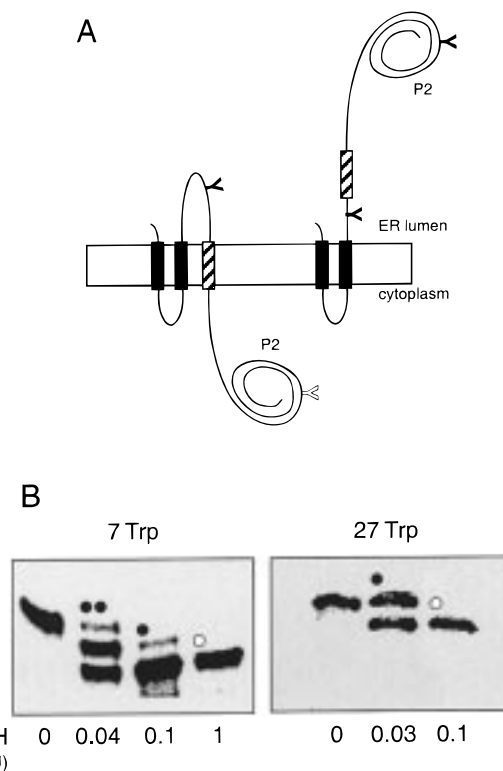 A
P2
ER lumen
cytoplasm
P2
B
7 Trp 27 Trp
H 0 0.04 0.1 1 0 0.03 0.1